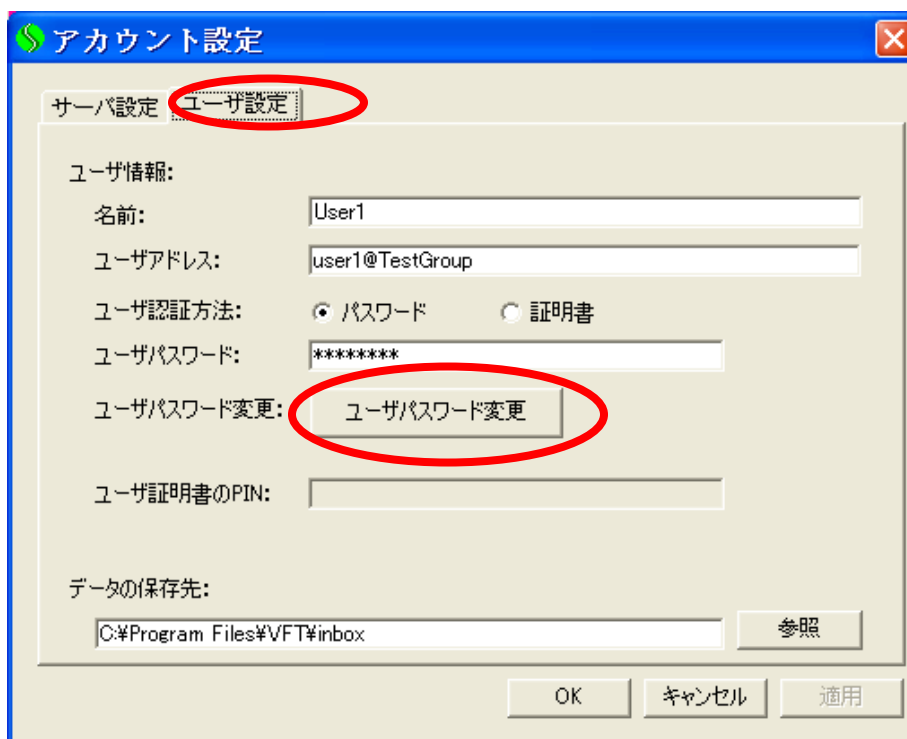 アカウント設定
サーバ設定 ユーザ設定
ユーザ情報:
名前: User1
ユーザアドレス: user1@TestGroup
ユーザ認証方法: パスワード 証明書
ユーザパスワード: ********
ユーザパスワード変更: ユーザパスワード変更
ユーザ証明書のPIN:
データの保存先:
C:¥Program Files¥VFT¥inbox 参照
OK キャンセル 適用